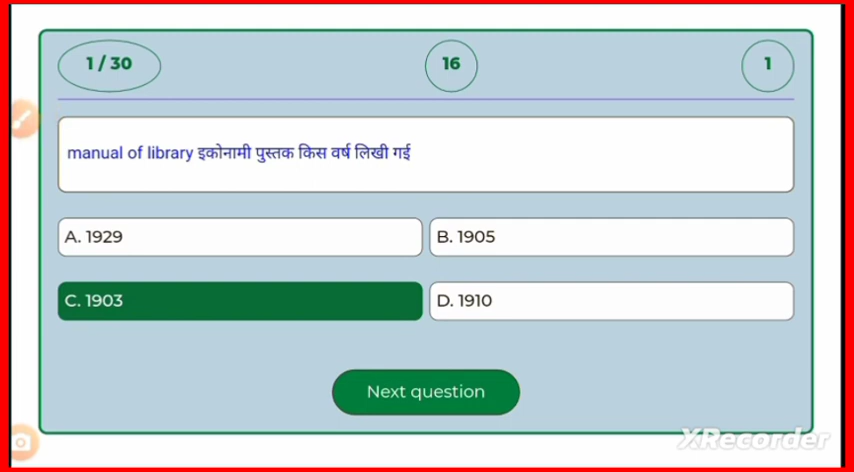 1 / 30
16
1
manual of library इकोनामी पुस्तक किस वर्ष लिखी गई
A. 1929
B. 1905
C. 1903
D. 1910
Next question
XRecorder